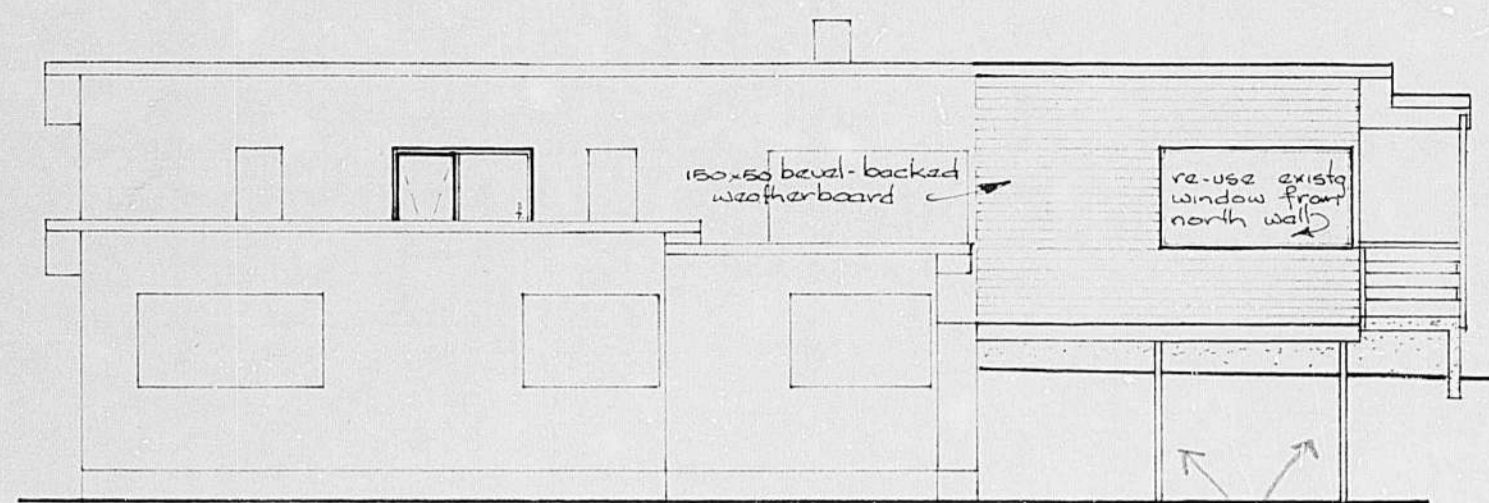 150x50 bevel-backed
weatherboard
re-use existg
window from
north wall